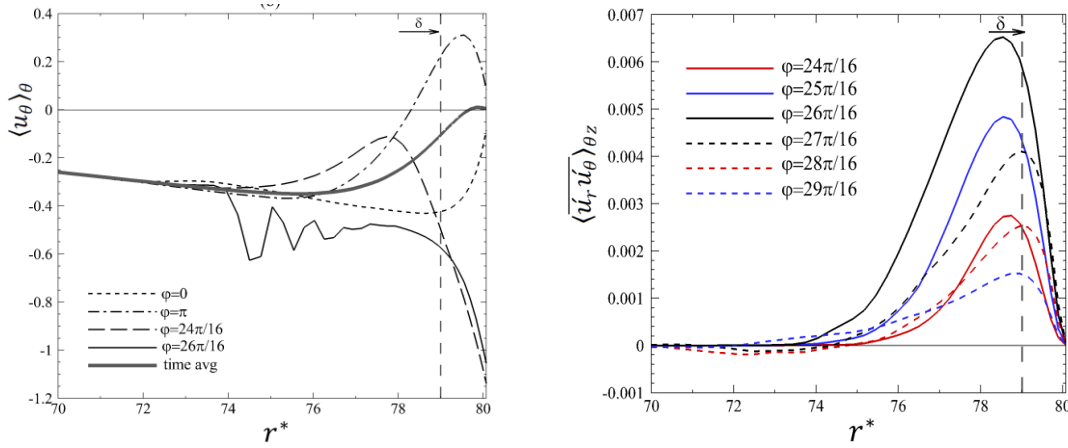 (b)
0.4
0.2
0
-0.2
-0.4
-0.6
-0.8
-1
-1.2
⟨u_θ⟩_θ
δ
φ=0
φ=π
φ=24π/16
φ=26π/16
time avg
70 72 74 76 78 80
r*
0.007
0.006
0.005
0.004
0.003
0.002
0.001
0
-0.001
⟨ú_r ú_θ⟩_θz
δ
φ=24π/16
φ=25π/16
φ=26π/16
φ=27π/16
φ=28π/16
φ=29π/16
70 72 74 76 78 80
r*